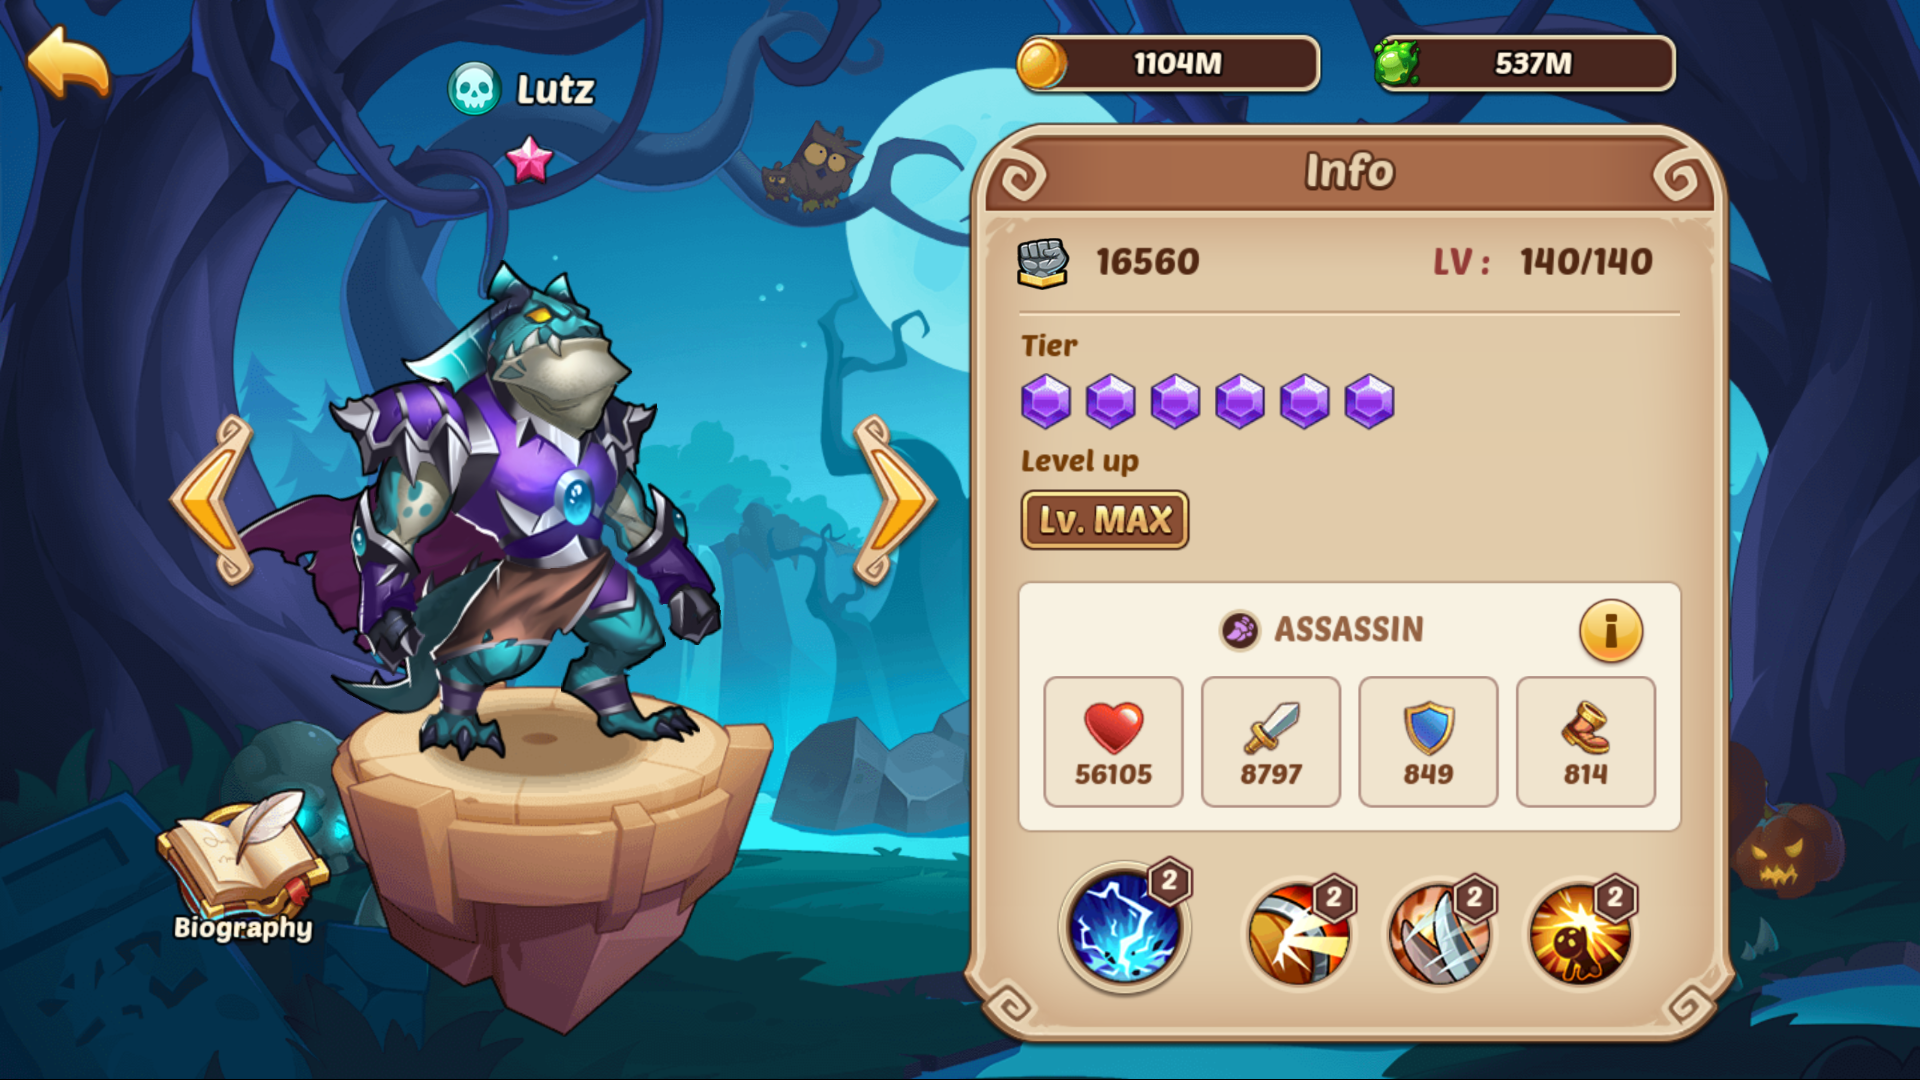 Lutz
1104M
537M
Info
16560
LV : 140/140
Tier
Level up
Lv. MAX
ASSASSIN
56105
8797
849
814
2
2
2
2
Biography